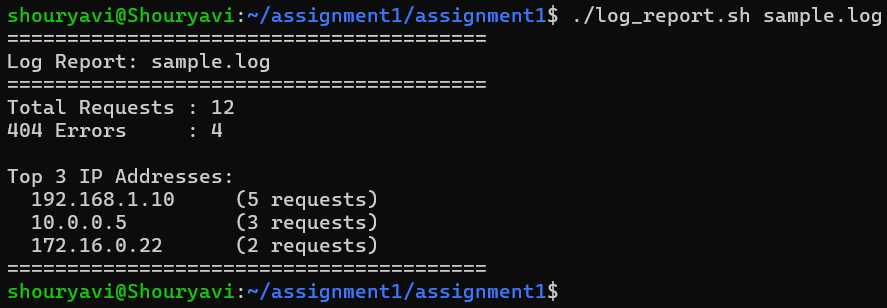 shouryavi@Shouryavi:~/assignment1/assignment1$ ./log_report.sh sample.log
========================================
Log Report: sample.log
========================================
Total Requests : 12
404 Errors     : 4

Top 3 IP Addresses:
  192.168.1.10     (5 requests)
  10.0.0.5         (3 requests)
  172.16.0.22      (2 requests)
========================================
shouryavi@Shouryavi:~/assignment1/assignment1$